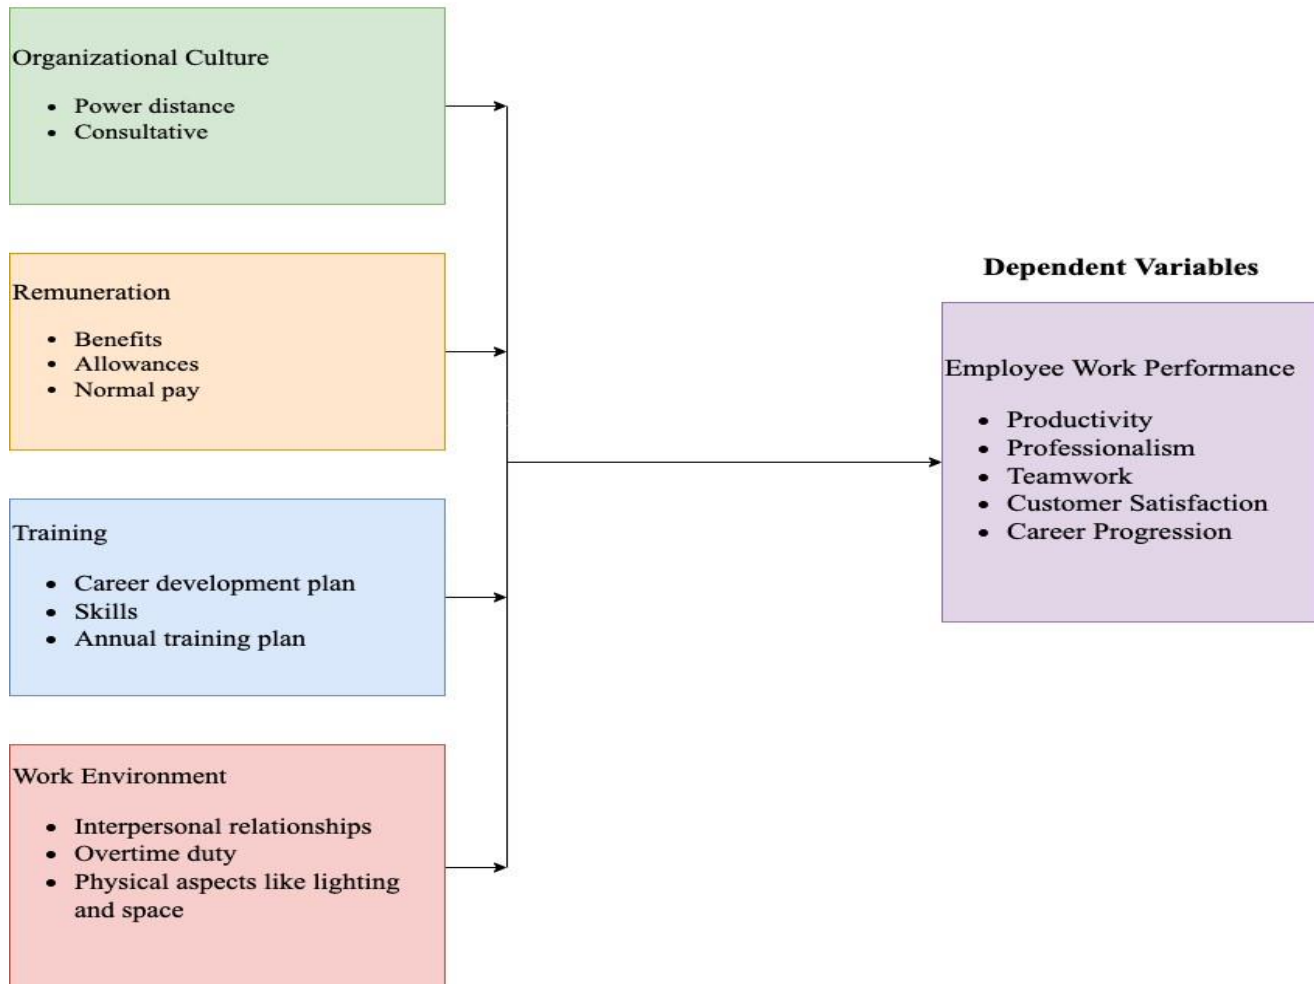 Organizational Culture
• Power distance
• Consultative
Remuneration
• Benefits
• Allowances
• Normal pay
Training
• Career development plan
• Skills
• Annual training plan
Work Environment
• Interpersonal relationships
• Overtime duty
• Physical aspects like lighting
and space
Dependent Variables
Employee Work Performance
• Productivity
• Professionalism
• Teamwork
• Customer Satisfaction
• Career Progression